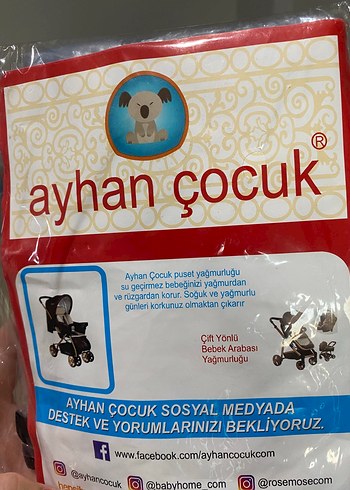 ayhan çocuk®
Ayhan Çocuk puset yağmurluğu
su geçirmez bebeğinizi yağmurdan
ve rüzgardan korur. Soğuk ve yağmurlu
günleri korkunuz olmaktan çıkarır
Çift Yönlü
Bebek Arabası
Yağmurluğu
AYHAN ÇOCUK SOSYAL MEDYADA
DESTEK VE YORUMLARINIZI BEKLİYORUZ.
f www.facebook.com/ayhancocukcom
@ayhancocuk @babyhome_com @rosemosecom